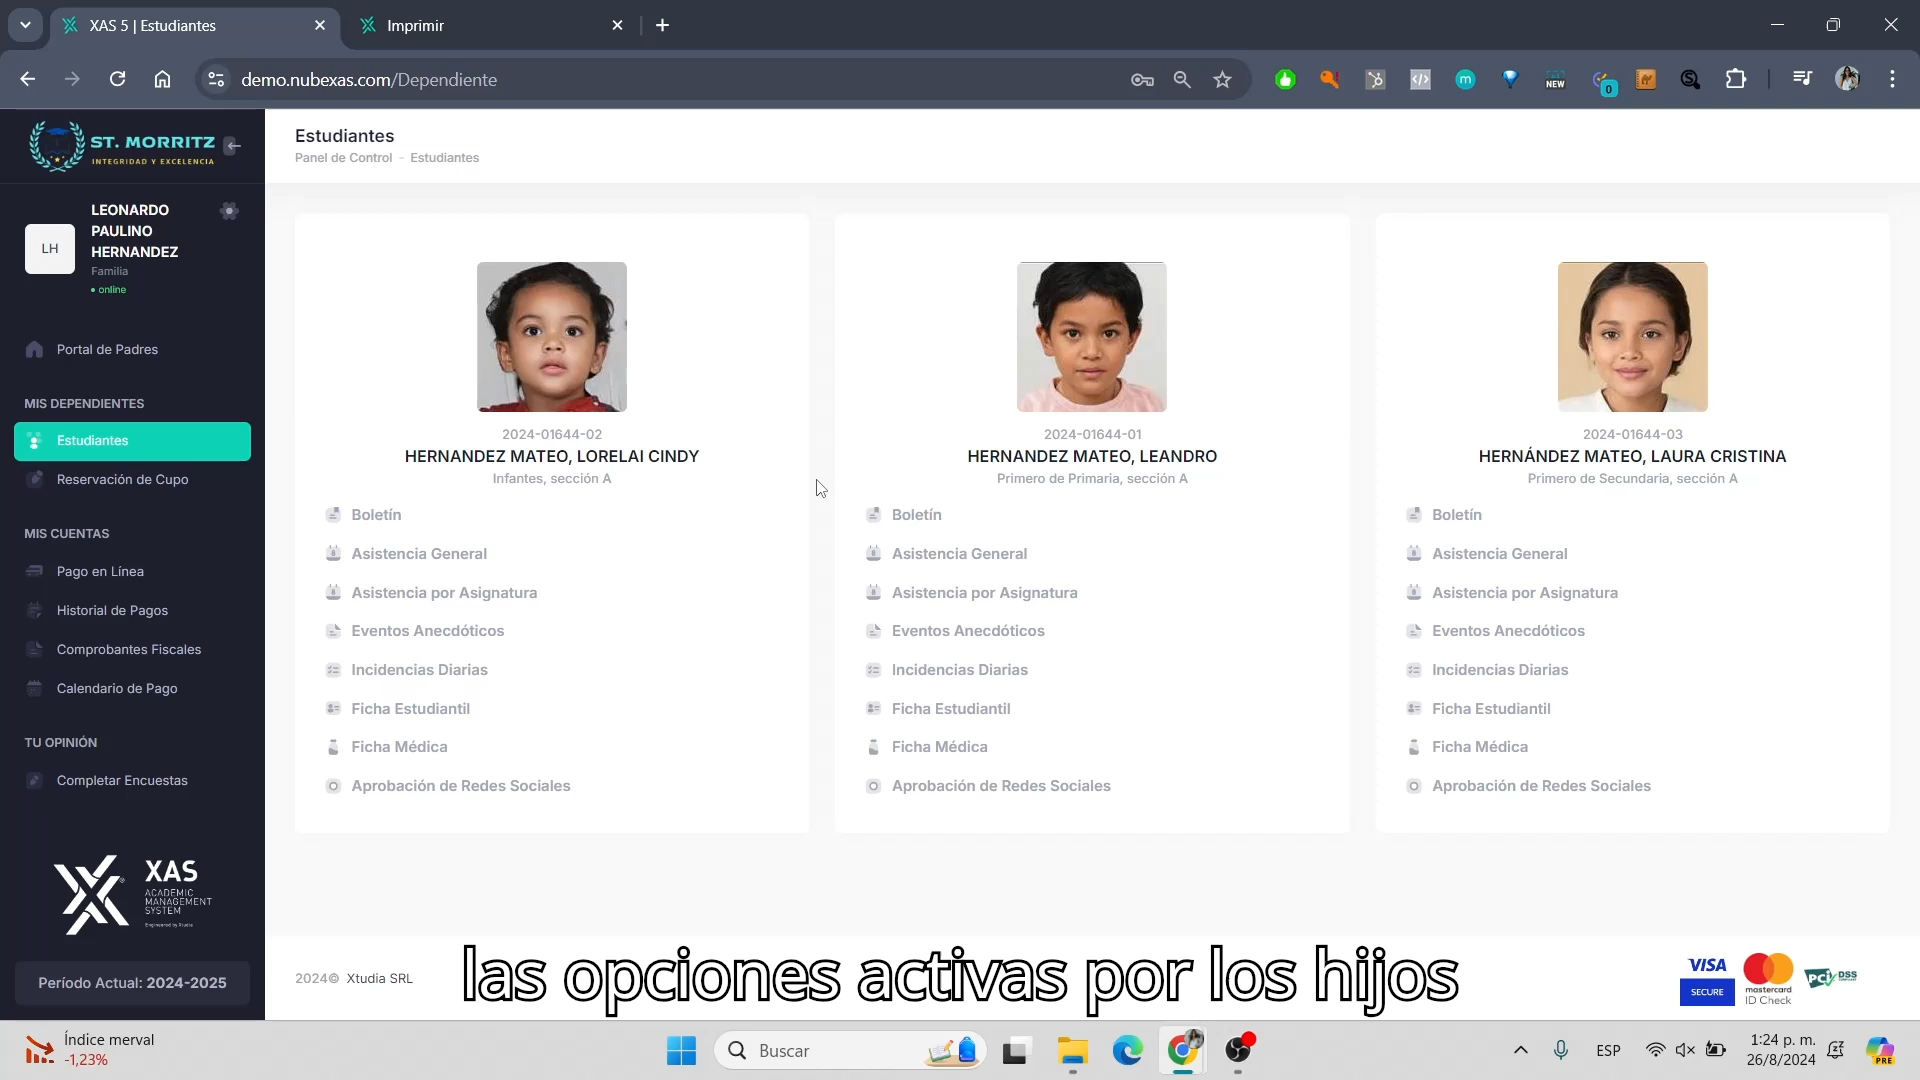 XAS 5 | Estudiantes
Imprimir
demo.nubexas.com/Dependiente
NEW
0
ST. MORRITZ
INTEGRIDAD Y EXCELENCIA
LH
LEONARDO
PAULINO
HERNANDEZ
Familia
online
Portal de Padres
MIS DEPENDIENTES
Estudiantes
Reservación de Cupo
MIS CUENTAS
Pago en Línea
Historial de Pagos
Comprobantes Fiscales
Calendario de Pago
TU OPINIÓN
Completar Encuestas
XAS
ACADEMIC
MANAGEMENT
SYSTEM
Engineered by Xtudia
Período Actual: 2024-2025
Estudiantes
Panel de Control - Estudiantes
2024-01644-02
HERNANDEZ MATEO, LORELAI CINDY
Infantes, sección A
Boletín
Asistencia General
Asistencia por Asignatura
Eventos Anecdóticos
Incidencias Diarias
Ficha Estudiantil
Ficha Médica
Aprobación de Redes Sociales
2024-01644-01
HERNANDEZ MATEO, LEANDRO
Primero de Primaria, sección A
Boletín
Asistencia General
Asistencia por Asignatura
Eventos Anecdóticos
Incidencias Diarias
Ficha Estudiantil
Ficha Médica
Aprobación de Redes Sociales
2024-01644-03
HERNÁNDEZ MATEO, LAURA CRISTINA
Primero de Secundaria, sección A
Boletín
Asistencia General
Asistencia por Asignatura
Eventos Anecdóticos
Incidencias Diarias
Ficha Estudiantil
Ficha Médica
Aprobación de Redes Sociales
2024© Xtudia SRL
las opciones activas por los hijos
VISA
SECURE
mastercard
ID Check
PCI DSS
Índice merval
-1,23%
Buscar
ESP
1:24 p. m.
26/8/2024
PRE